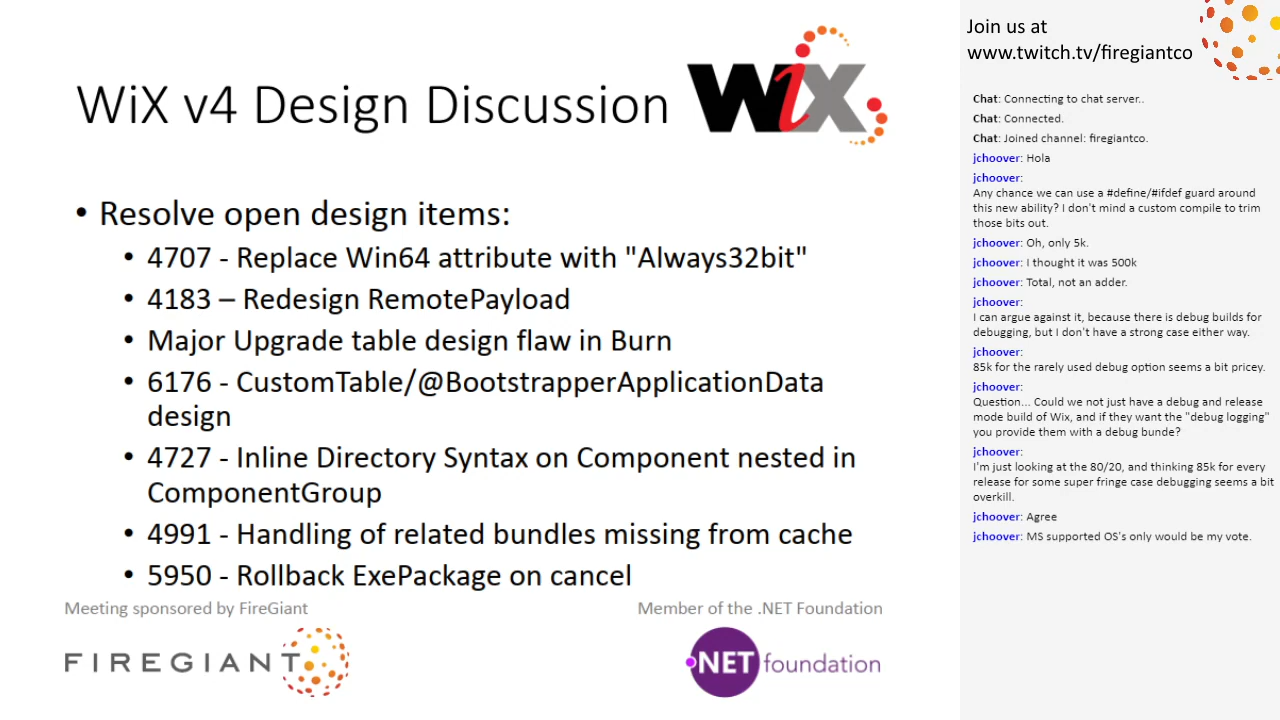 WiX v4 Design Discussion
WiX
• Resolve open design items:
• 4707 - Replace Win64 attribute with "Always32bit"
• 4183 – Redesign RemotePayload
• Major Upgrade table design flaw in Burn
• 6176 - CustomTable/@BootstrapperApplicationData
design
• 4727 - Inline Directory Syntax on Component nested in
ComponentGroup
• 4991 - Handling of related bundles missing from cache
• 5950 - Rollback ExePackage on cancel
Meeting sponsored by FireGiant
Member of the .NET Foundation
FIREGIANT
.NET foundation
Join us at
www.twitch.tv/firegiantco
Chat: Connecting to chat server..
Chat: Connected.
Chat: Joined channel: firegiantco.
jchoover: Hola
jchoover:
Any chance we can use a #define/#ifdef guard around
this new ability? I don't mind a custom compile to trim
those bits out.
jchoover: Oh, only 5k.
jchoover: I thought it was 500k
jchoover: Total, not an adder.
jchoover:
I can argue against it, because there is debug builds for
debugging, but I don't have a strong case either way.
jchoover:
85k for the rarely used debug option seems a bit pricey.
jchoover:
Question... Could we not just have a debug and release
mode build of Wix, and if they want the "debug logging"
you provide them with a debug bunde?
jchoover:
I'm just looking at the 80/20, and thinking 85k for every
release for some super fringe case debugging seems a bit
overkill.
jchoover: Agree
jchoover: MS supported OS's only would be my vote.